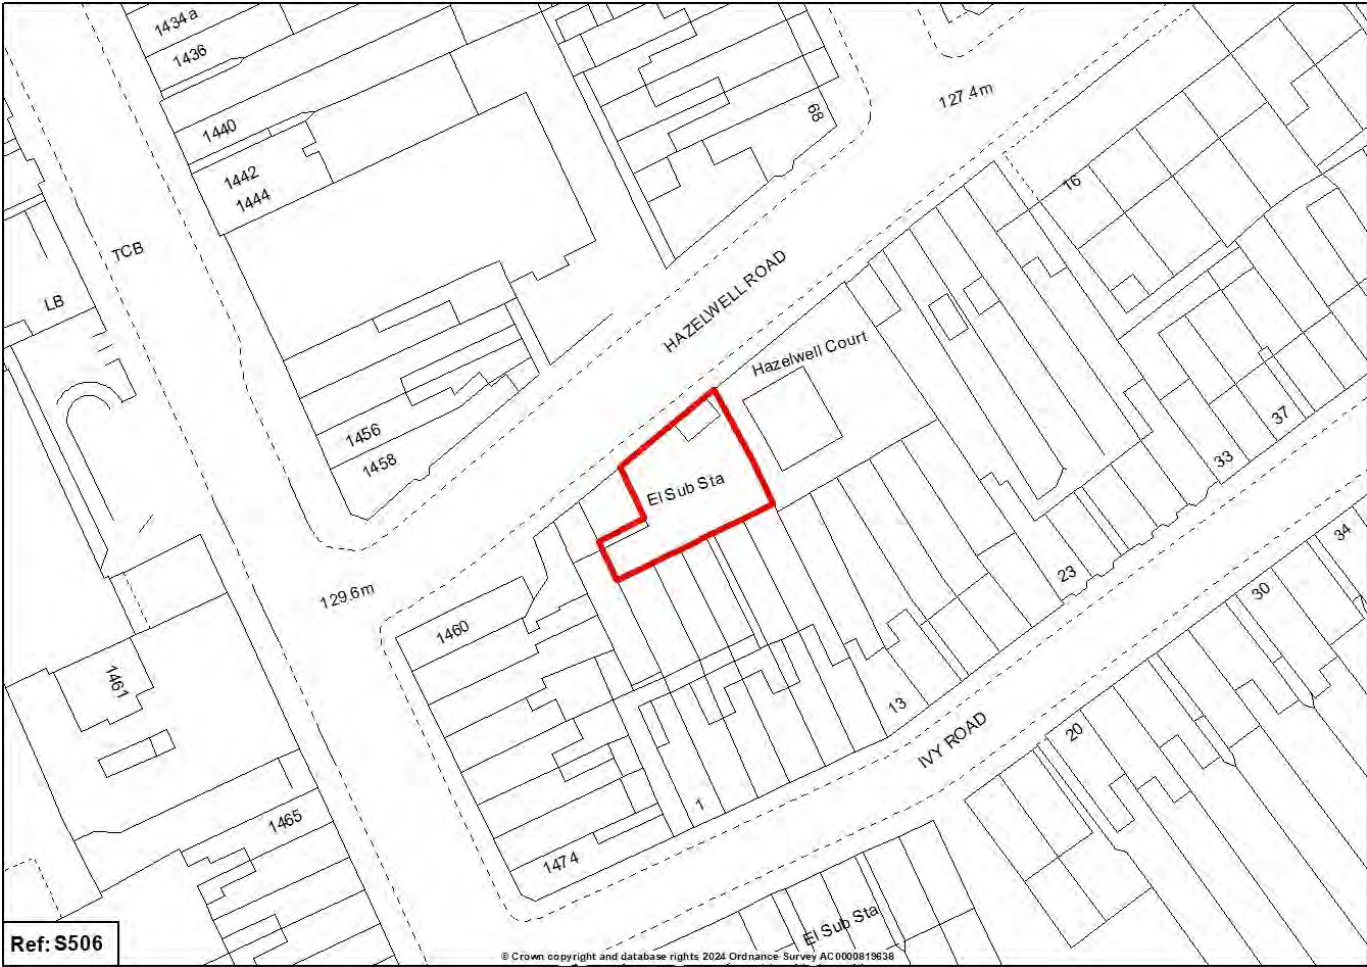 1434a
1436
1440
1442
1444
68
127.4m
16
TCB
LB
HAZELWELL ROAD
Hazelwell Court
1456
1458
El Sub Sta
37
33
34
23
30
129.6m
1460
1461
13
20
IVY ROAD
1
1465
1474
El Sub Sta
Ref: S506
© Crown copyright and database rights 2024 Ordnance Survey AC0000819638